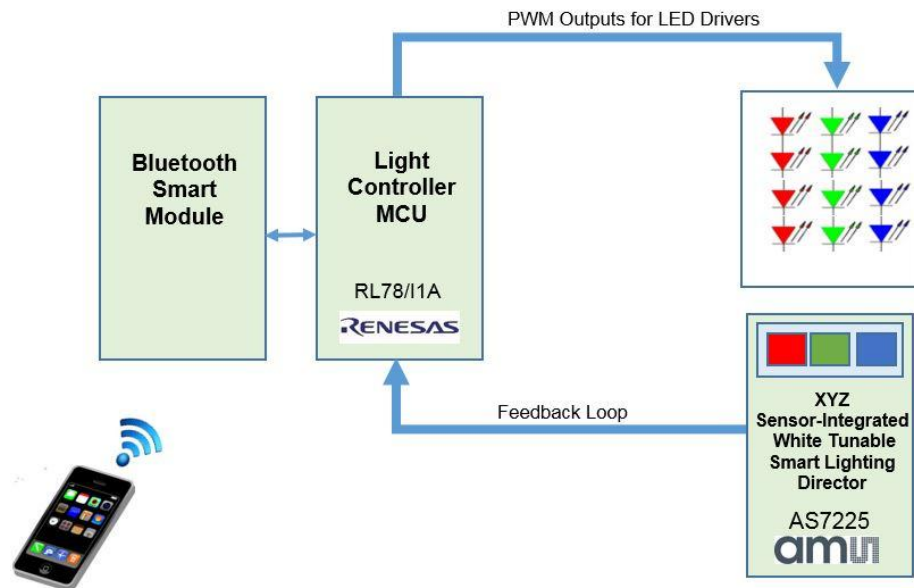 PWM Outputs for LED Drivers
Bluetooth
Smart
Module
Light
Controller
MCU
RL78/I1A
RENESAS
Feedback Loop
XYZ
Sensor-Integrated
White Tunable
Smart Lighting
Director
AS7225
amu